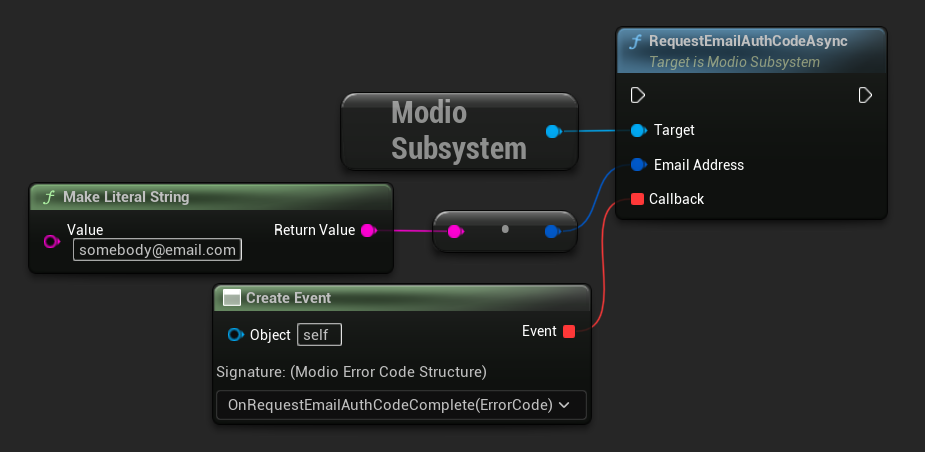 f RequestEmailAuthCodeAsync
Target is Modio Subsystem
Modio
Subsystem
Target
Email Address
Callback
f Make Literal String
Value
Return Value
somebody@email.com
Create Event
Object self
Event
Signature: (Modio Error Code Structure)
OnRequestEmailAuthCodeComplete(ErrorCode)